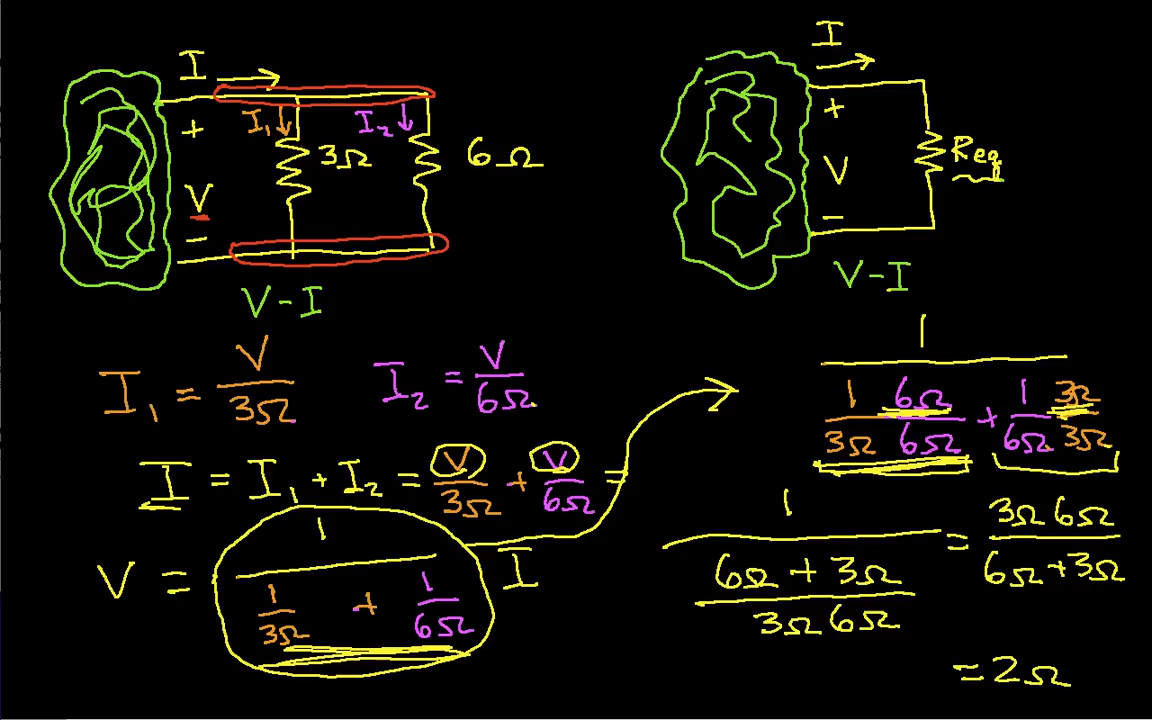 I
+
I₁ ↓ I₂ ↓
3Ω 6Ω
V
−
V-I
I
+
V Req
−
V-I
I₁ = V/3Ω I₂ = V/6Ω
I = I₁ + I₂ = V/3Ω + V/6Ω =
V = 1/(1/3Ω + 1/6Ω) I
1/(1/3Ω 6Ω/6Ω + 1/6Ω 3Ω/3Ω)
1/((6Ω + 3Ω)/(3Ω 6Ω)) = 3Ω 6Ω/(6Ω + 3Ω)
= 2Ω